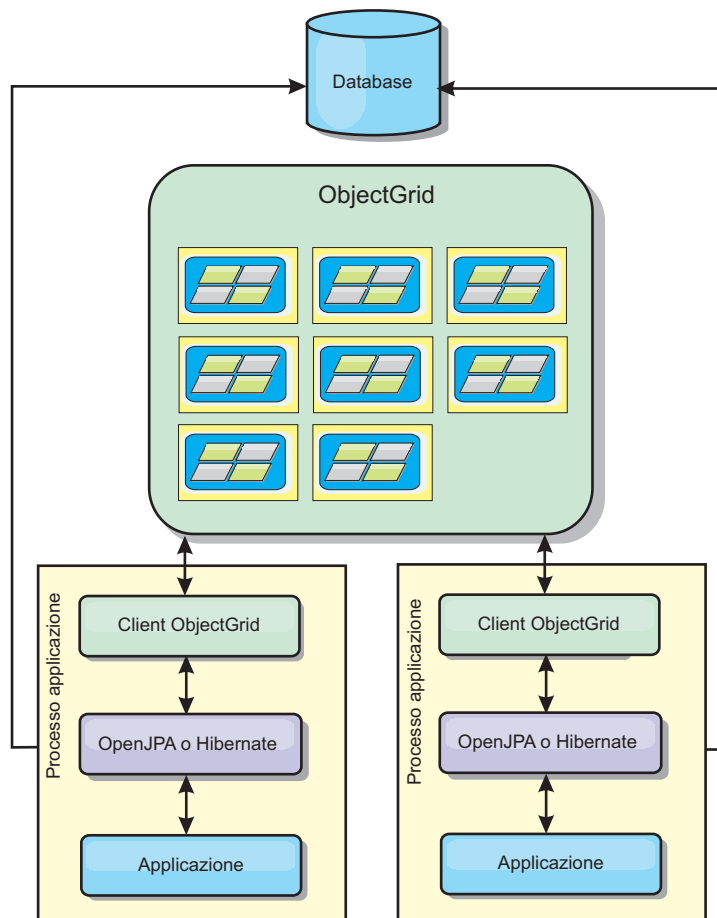 Database
ObjectGrid
Processo applicazione
Client ObjectGrid
OpenJPA o Hibernate
Applicazione
Processo applicazione
Client ObjectGrid
OpenJPA o Hibernate
Applicazione